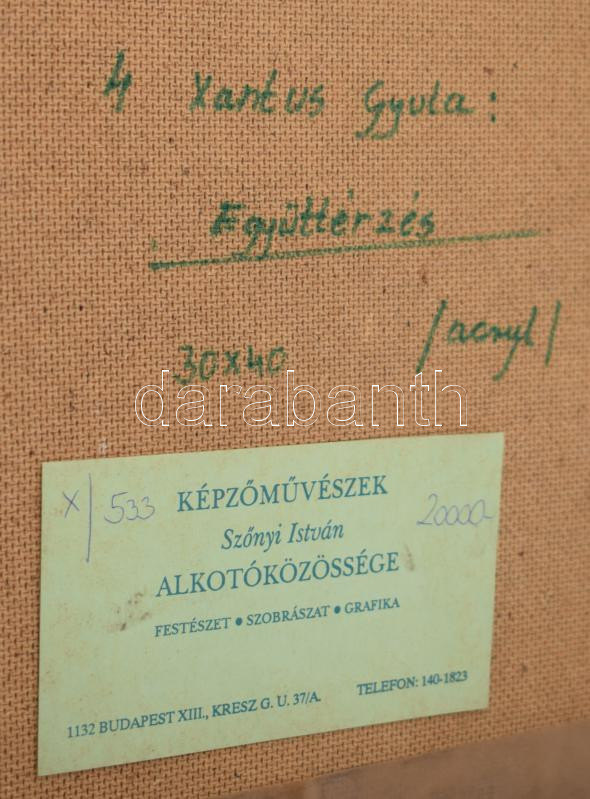 4 Xantus Gyula:
Együttérzés
30x40 /acryl/
darabanth
X/ 533 KÉPZŐMŰVÉSZEK 20000-
Szőnyi István
ALKOTÓKÖZÖSSÉGE
FESTÉSZET ● SZOBRÁSZAT ● GRAFIKA
1132 BUDAPEST XIII., KRESZ G. U. 37/A. TELEFON: 140-1823